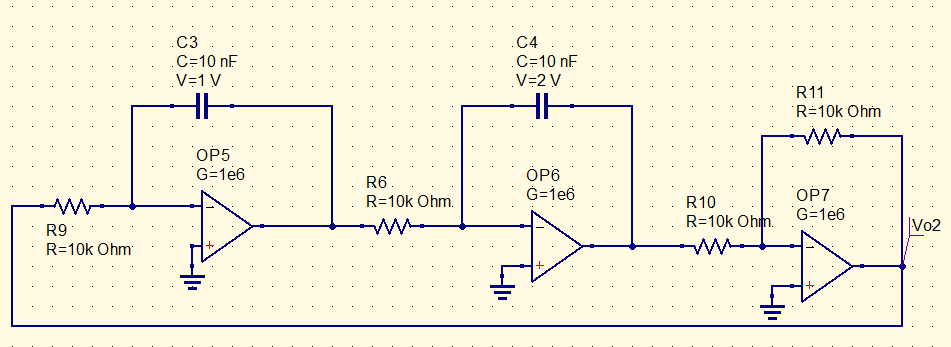 C3
C=10 nF
V=1 V
C4
C=10 nF
V=2 V
R11
R=10k Ohm
OP5
G=1e6
R6
R=10k Ohm
OP6
G=1e6
R10
R=10k Ohm
OP7
G=1e6
R9
R=10k Ohm
Vo2